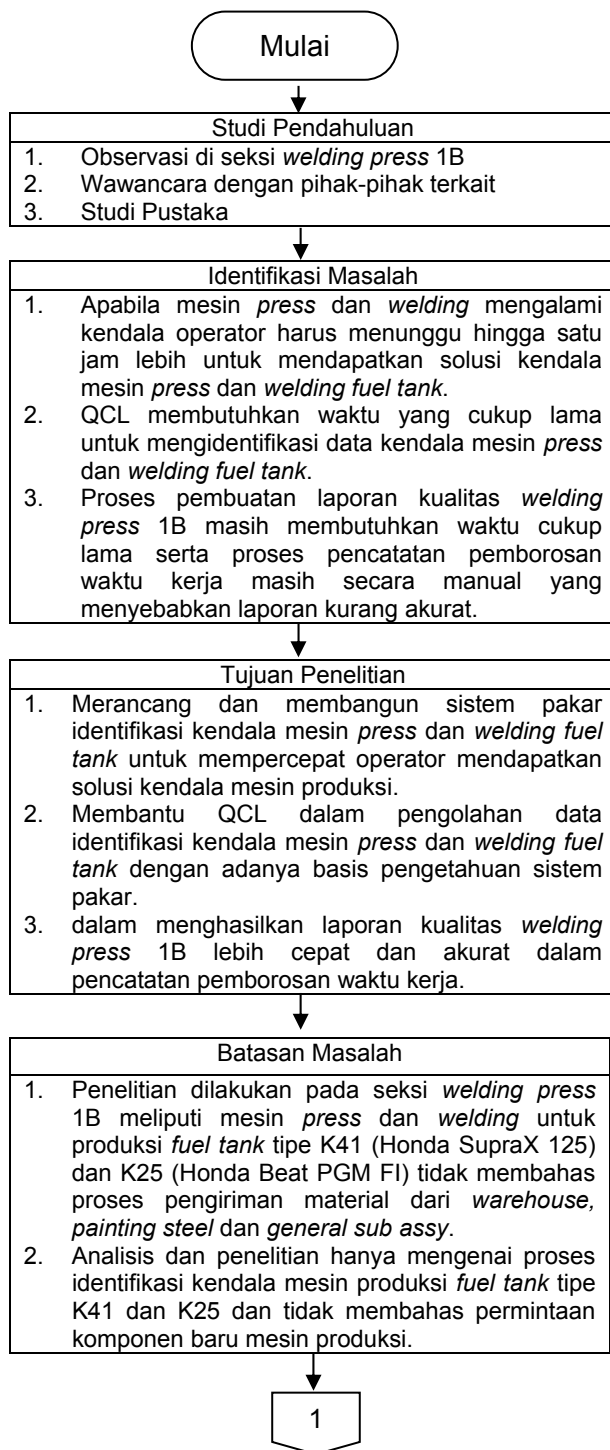 Mulai
Studi Pendahuluan
1. Observasi di seksi welding press 1B
2. Wawancara dengan pihak-pihak terkait
3. Studi Pustaka
Identifikasi Masalah
1. Apabila mesin press dan welding mengalami
kendala operator harus menunggu hingga satu
jam lebih untuk mendapatkan solusi kendala
mesin press dan welding fuel tank.
2. QCL membutuhkan waktu yang cukup lama
untuk mengidentifikasi data kendala mesin press
dan welding fuel tank.
3. Proses pembuatan laporan kualitas welding
press 1B masih membutuhkan waktu cukup
lama serta proses pencatatan pemborosan
waktu kerja masih secara manual yang
menyebabkan laporan kurang akurat.
Tujuan Penelitian
1. Merancang dan membangun sistem pakar
identifikasi kendala mesin press dan welding fuel
tank untuk mempercepat operator mendapatkan
solusi kendala mesin produksi.
2. Membantu QCL dalam pengolahan data
identifikasi kendala mesin press dan welding fuel
tank dengan adanya basis pengetahuan sistem
pakar.
3. dalam menghasilkan laporan kualitas welding
press 1B lebih cepat dan akurat dalam
pencatatan pemborosan waktu kerja.
Batasan Masalah
1. Penelitian dilakukan pada seksi welding press
1B meliputi mesin press dan welding untuk
produksi fuel tank tipe K41 (Honda SupraX 125)
dan K25 (Honda Beat PGM FI) tidak membahas
proses pengiriman material dari warehouse,
painting steel dan general sub assy.
2. Analisis dan penelitian hanya mengenai proses
identifikasi kendala mesin produksi fuel tank tipe
K41 dan K25 dan tidak membahas permintaan
komponen baru mesin produksi.
1